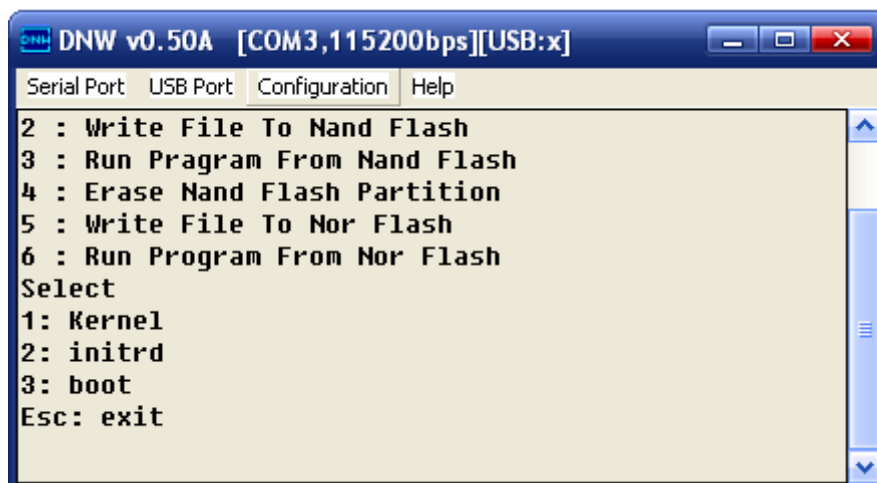 DNW DNW v0.50A [COM3,115200bps][USB:x]
Serial Port USB Port Configuration Help
2 : Write File To Nand Flash
3 : Run Pragram From Nand Flash
4 : Erase Nand Flash Partition
5 : Write File To Nor Flash
6 : Run Program From Nor Flash
Select
1: Kernel
2: initrd
3: boot
Esc: exit